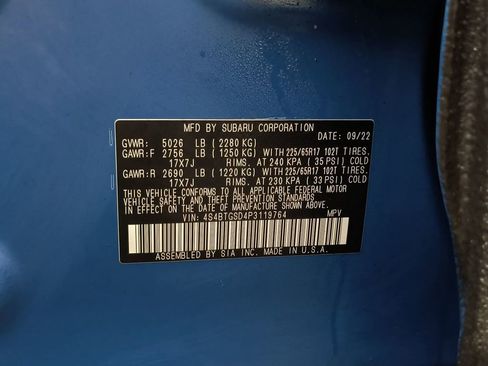 MFD BY SUBARU CORPORATION
DATE: 09/22
GVWR: 5026 LB (2280 KG)
GAWR:F 2756 LB (1250 KG) WITH 225/65R17 102T TIRES.
17X7J RIMS. AT 240 KPA (35 PSI) COLD
GAWR:R 2690 LB (1220 KG) WITH 225/65R17 102T TIRES.
17X7J RIMS. AT 230 KPA (33 PSI) COLD
THIS VEHICLE CONFORMS TO ALL APPLICABLE FEDERAL MOTOR
VEHICLE SAFETY AND THEFT PREVENTION STANDARDS IN EFFECT
ON THE DATE OF MANUFACTURE SHOWN ABOVE.
VIN: 4S4BTGSD4P3119764 MPV
ASSEMBLED BY SIA INC. MADE IN U.S.A.